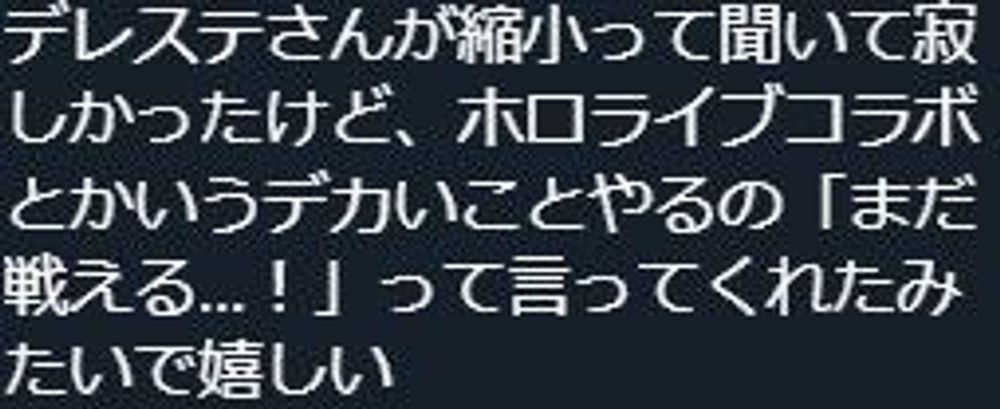 デレステさんが縮小って聞いて寂
しかったけど、ホロライブコラボ
とかいうデカいことやるの「まだ
戦える...！」って言ってくれたみ
たいで嬉しい